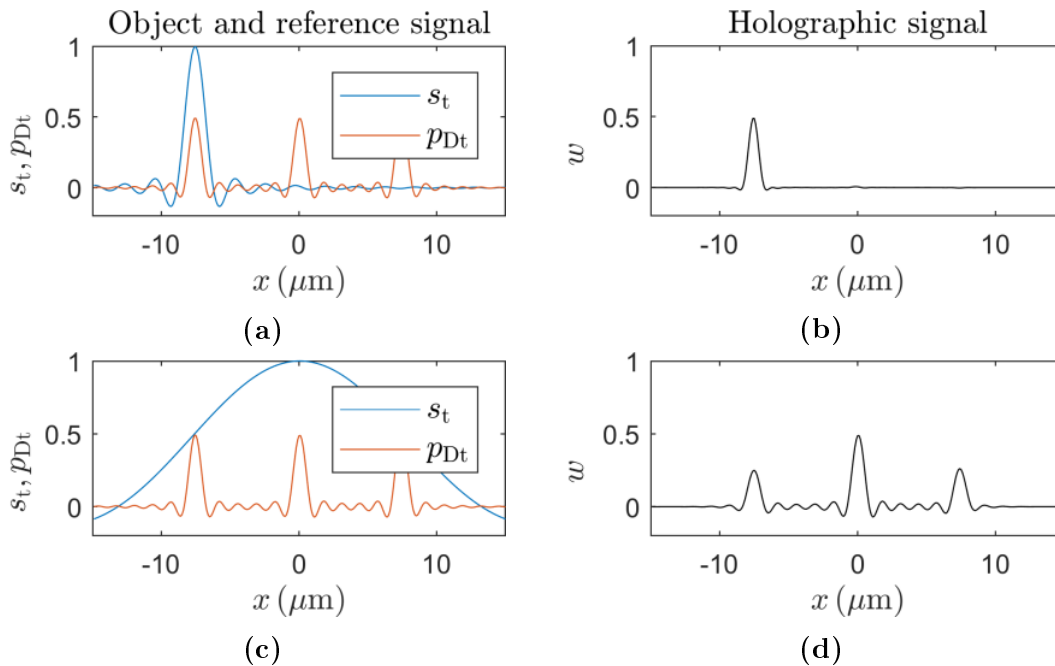 Object and reference signal
Holographic signal
s_t, p_Dt
1
0.5
0
s_t
p_Dt
-10 0 10
x (μm)
(a)
w
1
0.5
0
-10 0 10
x (μm)
(b)
s_t, p_Dt
1
0.5
0
s_t
p_Dt
-10 0 10
x (μm)
(c)
w
1
0.5
0
-10 0 10
x (μm)
(d)